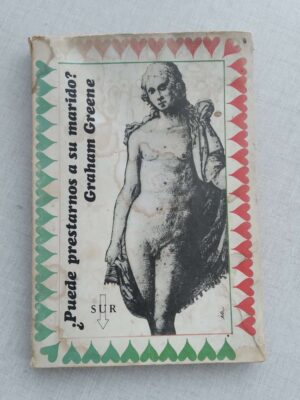 ¿Puede prestarnos a su marido?
Graham Greene
SUR